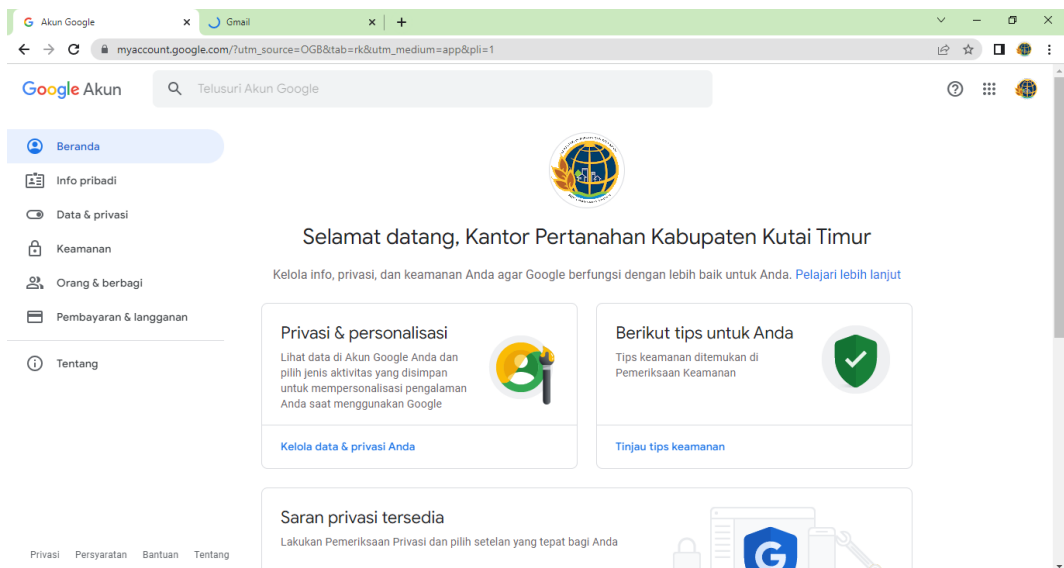 Akun Google
Gmail
myaccount.google.com/?utm_source=OGB&tab=rk&utm_medium=app&pli=1
Google Akun
Telusuri Akun Google
Beranda
Info pribadi
Data & privasi
Keamanan
Orang & berbagi
Pembayaran & langganan
Tentang
Selamat datang, Kantor Pertanahan Kabupaten Kutai Timur
Kelola info, privasi, dan keamanan Anda agar Google berfungsi dengan lebih baik untuk Anda. Pelajari lebih lanjut
Privasi & personalisasi
Lihat data di Akun Google Anda dan
pilih jenis aktivitas yang disimpan
untuk mempersonalisasi pengalaman
Anda saat menggunakan Google
Kelola data & privasi Anda
Berikut tips untuk Anda
Tips keamanan ditemukan di
Pemeriksaan Keamanan
Tinjau tips keamanan
Saran privasi tersedia
Lakukan Pemeriksaan Privasi dan pilih setelan yang tepat bagi Anda
G
Privasi Persyaratan Bantuan Tentang